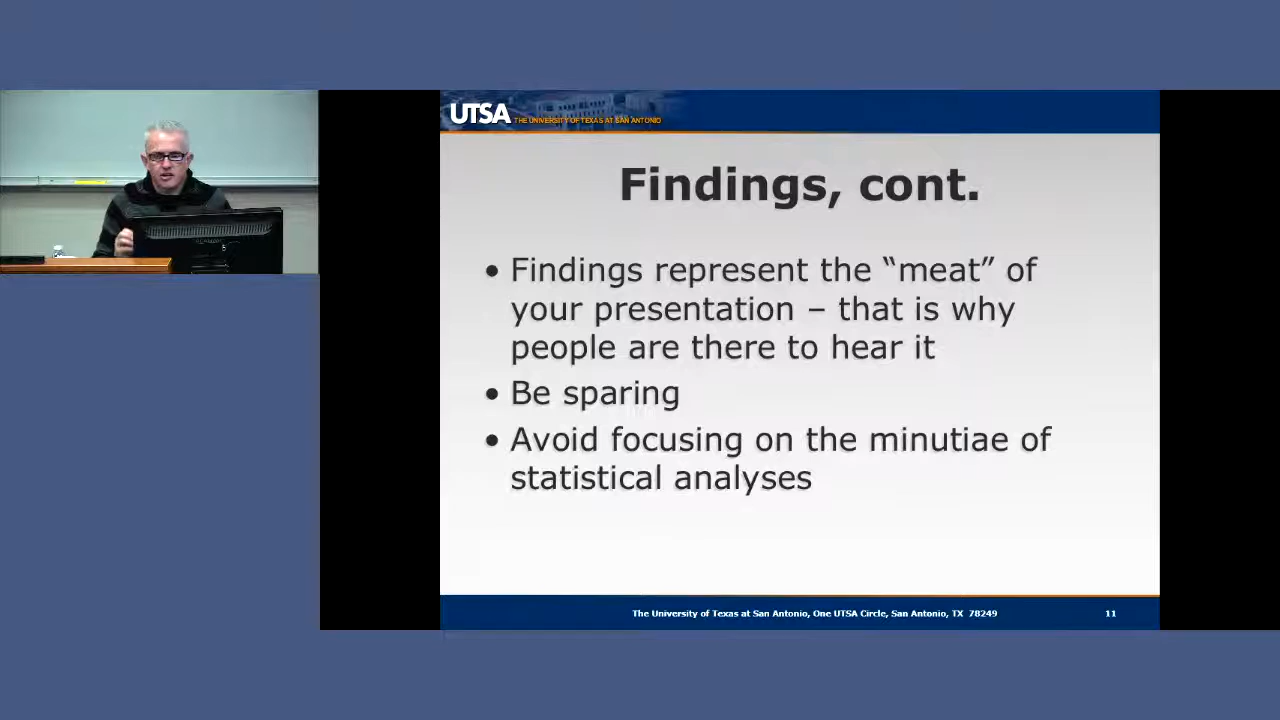 UTSA THE UNIVERSITY OF TEXAS AT SAN ANTONIO
Findings, cont.
• Findings represent the “meat” of
your presentation – that is why
people are there to hear it
• Be sparing
• Avoid focusing on the minutiae of
statistical analyses
The University of Texas at San Antonio, One UTSA Circle, San Antonio, TX 78249 11